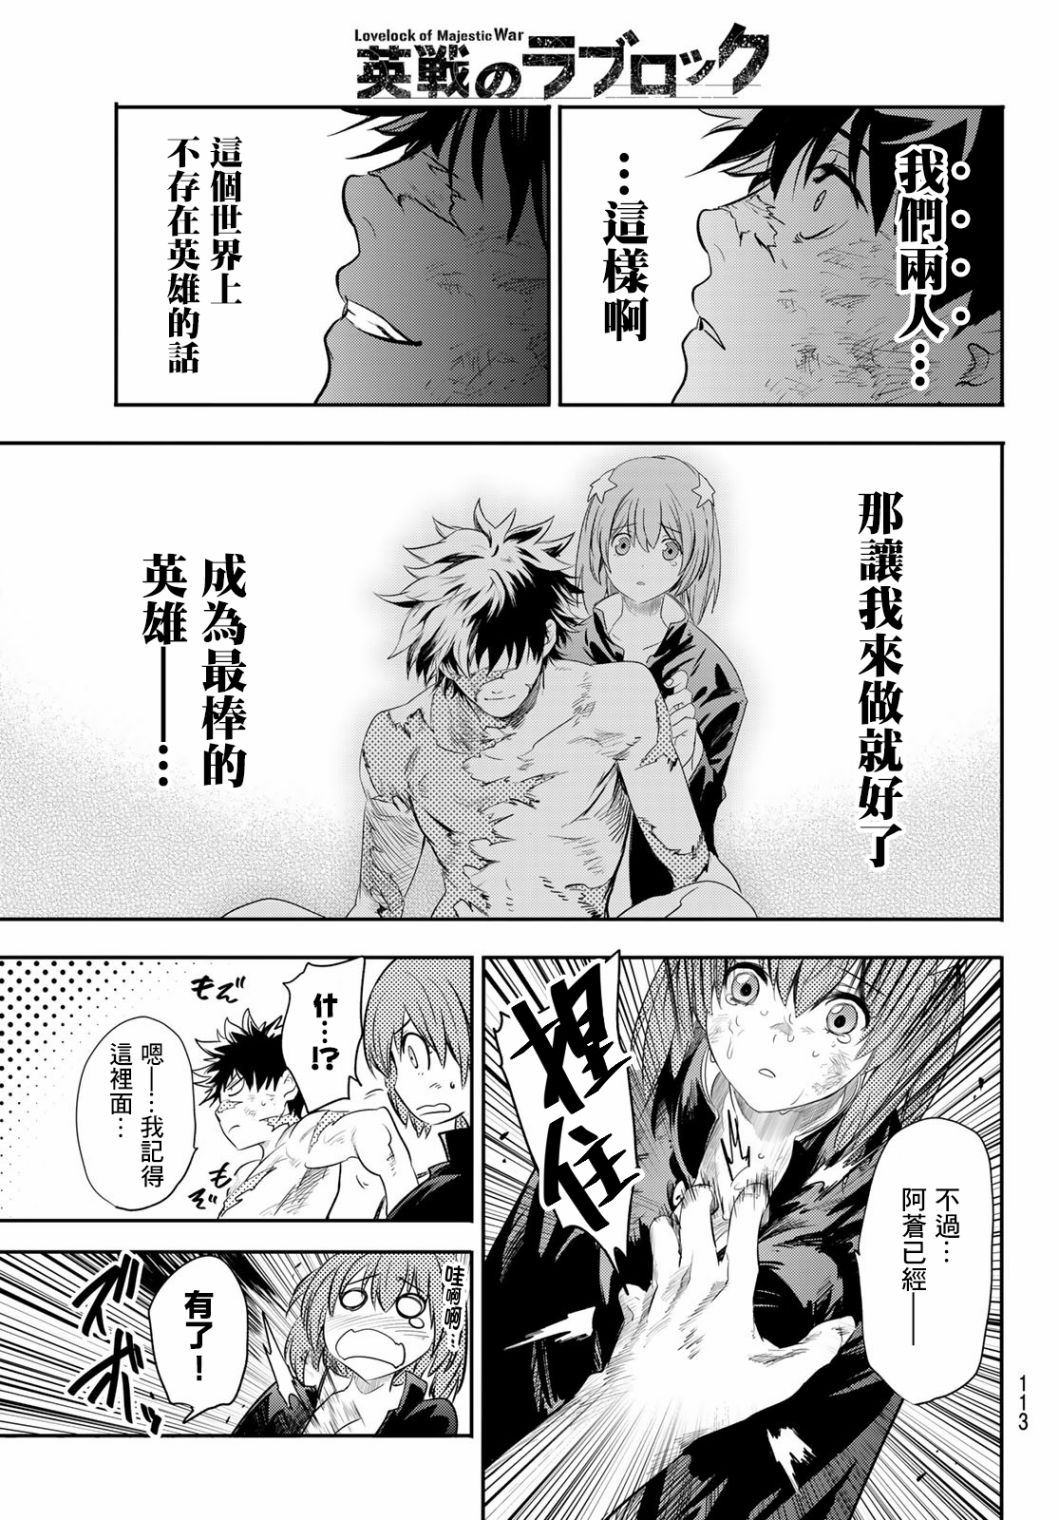 Lovelock of Majestic War
英戦のラブロック
我們兩人…
…這樣啊
這個世界上
不存在英雄的話
那讓我來做就好了
成為最棒的
英雄——…
不過…
阿蒼已經——
捏住
什…!?
嗯——…我記得
這裡面…
もぞ
もぞ
哇啊啊…
有了！
ズボッ
113